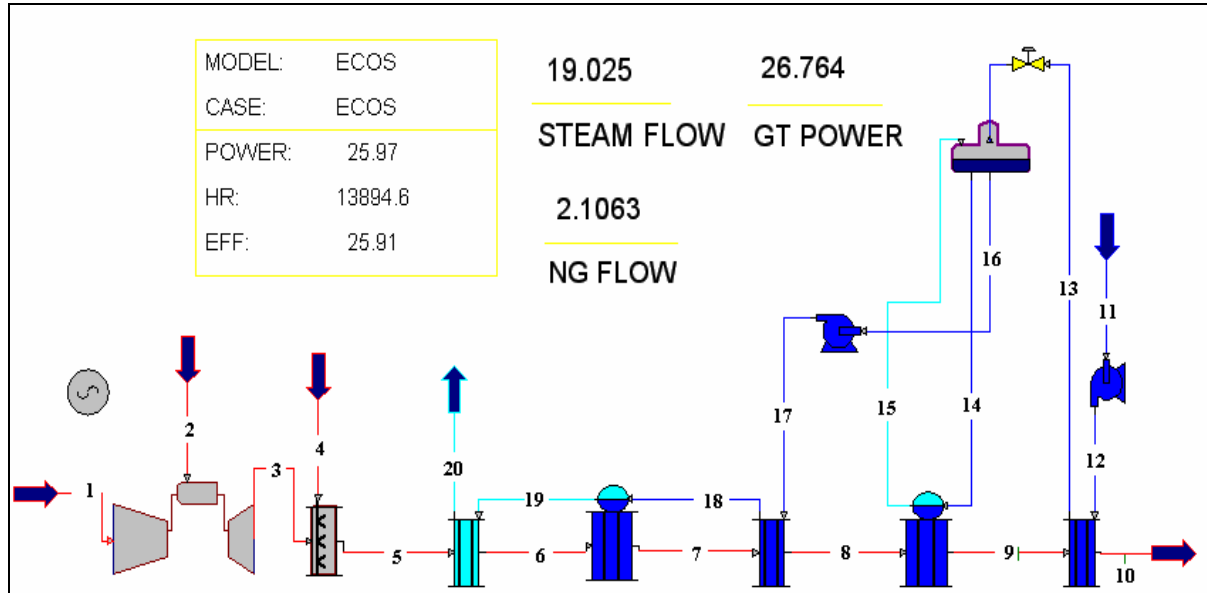 MODEL: ECOS
CASE: ECOS
POWER: 25.97
HR: 13894.6
EFF: 25.91
19.025
STEAM FLOW
26.764
GT POWER
2.1063
NG FLOW
16
13
11
17
15
14
12
2
4
20
1
3
19
18
5
6
7
8
9
10